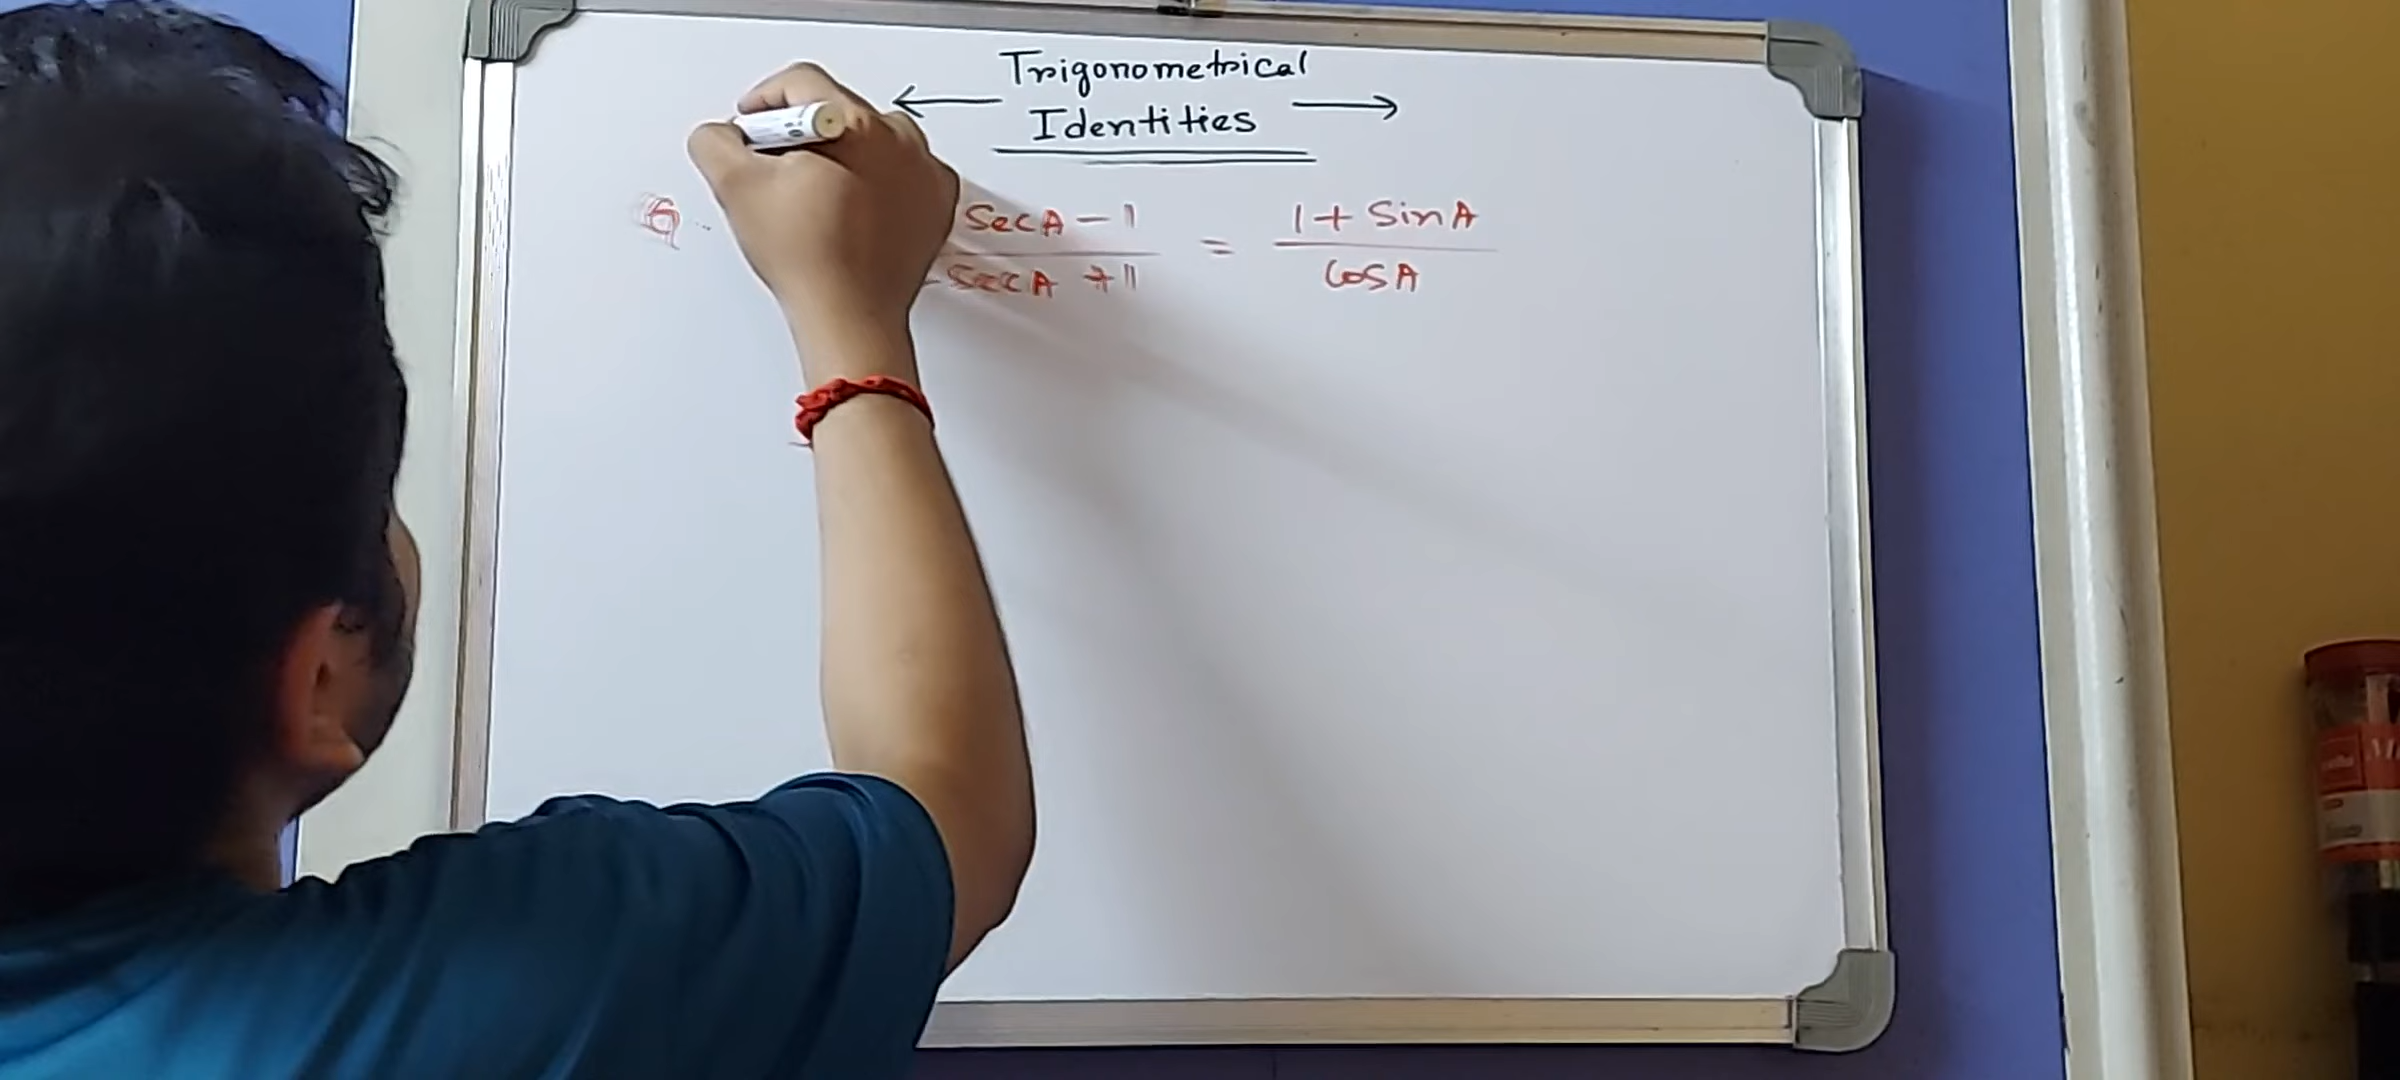 Trigonometrical
Identities
Q. SecA - 1 = 1 + SinA
- SecA + 1 CosA